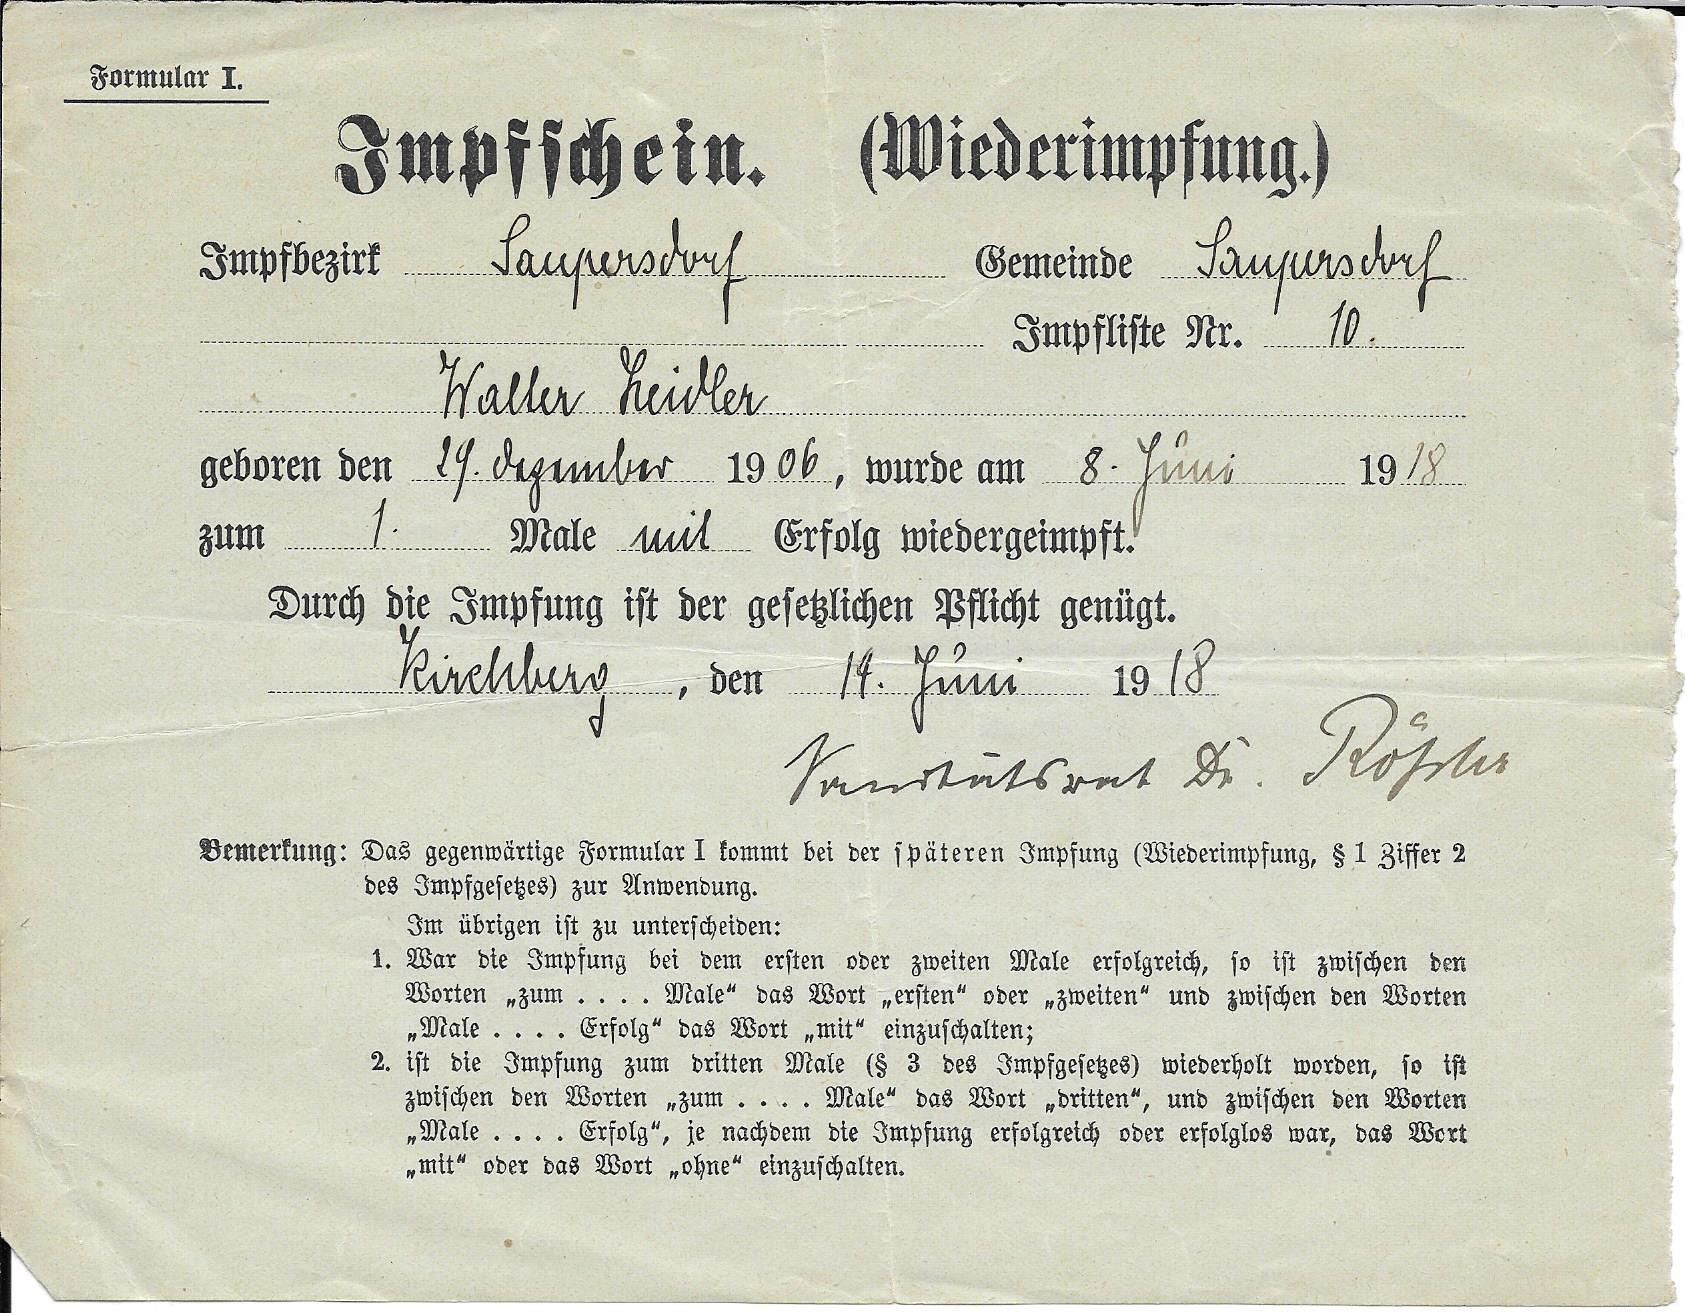 Formular I.
Impfschein. (Wiederimpfung.)
Impfbezirk Saupersdorf Gemeinde Saupersdorf
Impfliste Nr. 10.
Walter Zeidler
geboren den 29. dezember 1906, wurde am 8. Juni 1918
zum 1. Male mit Erfolg wiedergeimpft.
Durch die Impfung ist der gesetzlichen Pflicht genügt.
Kirchberg, den 14. Juni 1918
Sanitätsrat Dr. Rößler
Bemerkung: Das gegenwärtige Formular I kommt bei der späteren Impfung (Wiederimpfung, § 1 Ziffer 2
des Impfgesetzes) zur Anwendung.
Im übrigen ist zu unterscheiden:
1. War die Impfung bei dem ersten oder zweiten Male erfolgreich, so ist zwischen den
Worten „zum . . . . Male“ das Wort „ersten“ oder „zweiten“ und zwischen den Worten
„Male . . . . Erfolg“ das Wort „mit“ einzuschalten;
2. ist die Impfung zum dritten Male (§ 3 des Impfgesetzes) wiederholt worden, so ist
zwischen den Worten „zum . . . . Male“ das Wort „dritten“, und zwischen den Worten
„Male . . . . Erfolg“, je nachdem die Impfung erfolgreich oder erfolglos war, das Wort
„mit“ oder das Wort „ohne“ einzuschalten.